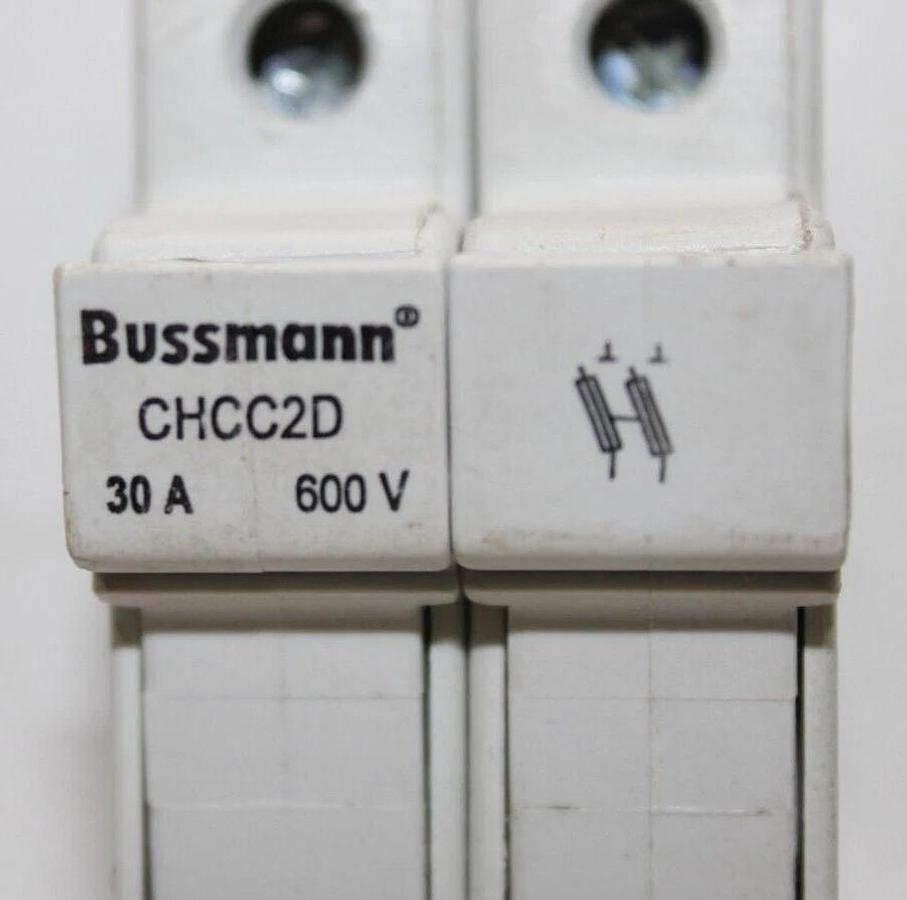 Bussmann®
CHCC2D
30 A 600 V